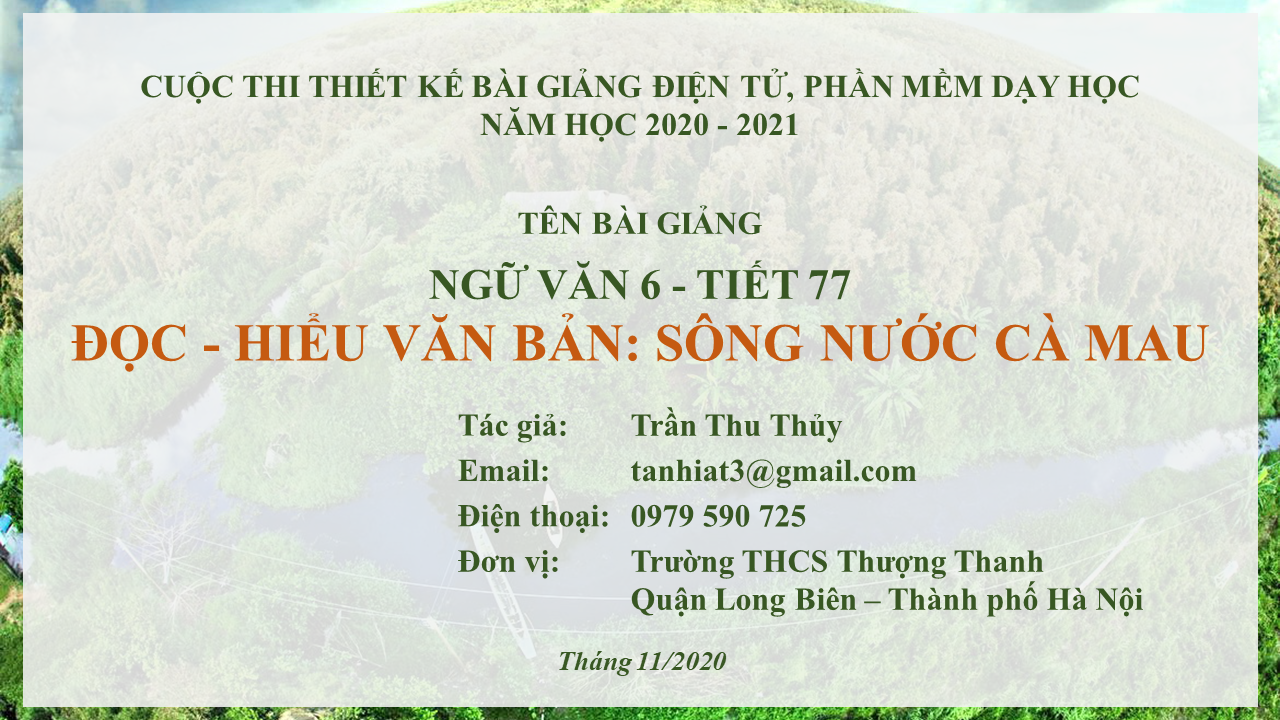 CUỘC THI THIẾT KẾ BÀI GIẢNG ĐIỆN TỬ, PHẦN MỀM DẠY HỌC
NĂM HỌC 2020 - 2021
TÊN BÀI GIẢNG
NGỮ VĂN 6 - TIẾT 77
ĐỌC - HIỂU VĂN BẢN: SÔNG NƯỚC CÀ MAU
Tác giả: Trần Thu Thủy
Email: tanhiat3@gmail.com
Điện thoại: 0979 590 725
Đơn vị: Trường THCS Thượng Thanh
Quận Long Biên – Thành phố Hà Nội
Tháng 11/2020